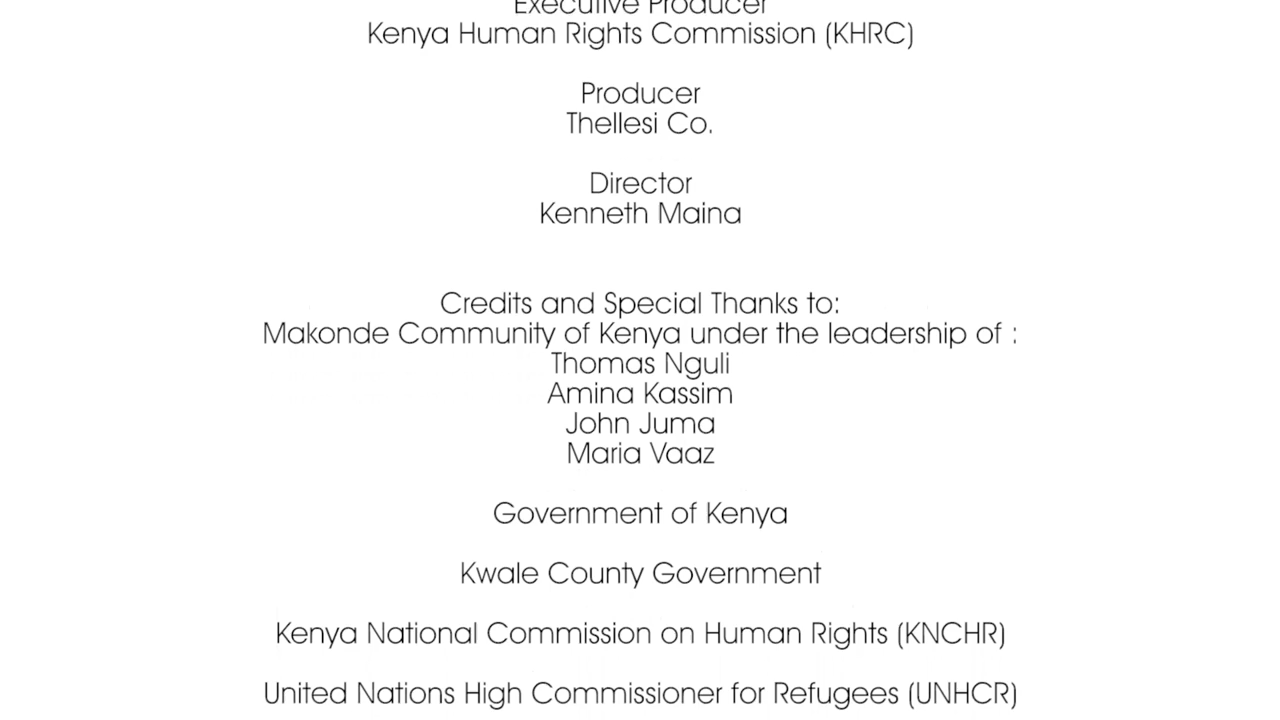 Executive Producer
Kenya Human Rights Commission (KHRC)
Producer
Thellesi Co.
Director
Kenneth Maina
Credits and Special Thanks to:
Makonde Community of Kenya under the leadership of :
Thomas Nguli
Amina Kassim
John Juma
Maria Vaaz
Government of Kenya
Kwale County Government
Kenya National Commission on Human Rights (KNCHR)
United Nations High Commissioner for Refugees (UNHCR)